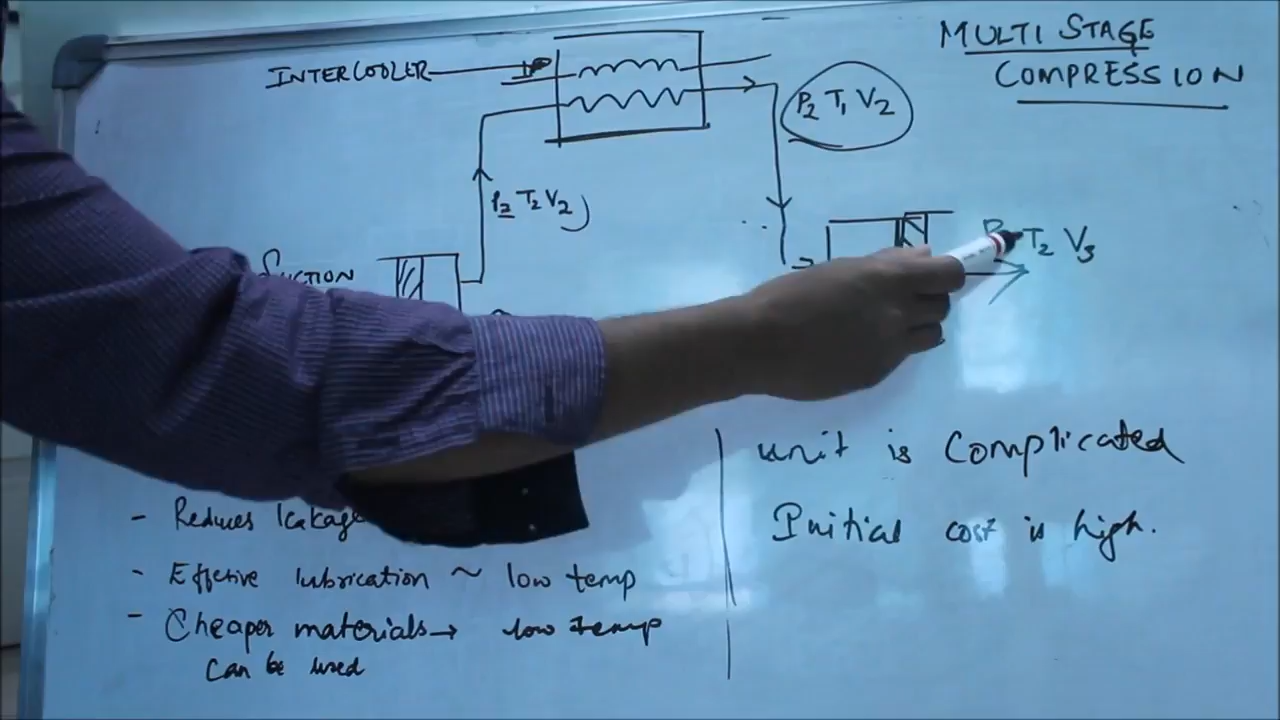 MULTI STAGE
COMPRESSION
INTERCOOLER
P2 T1 V2
P2 T2 V2
SUCTION
T2 V3
unit is complicated
Initial cost is high.
- Reduces leakage
- Effective lubrication ~ low temp
- Cheaper materials → low temp
can be used